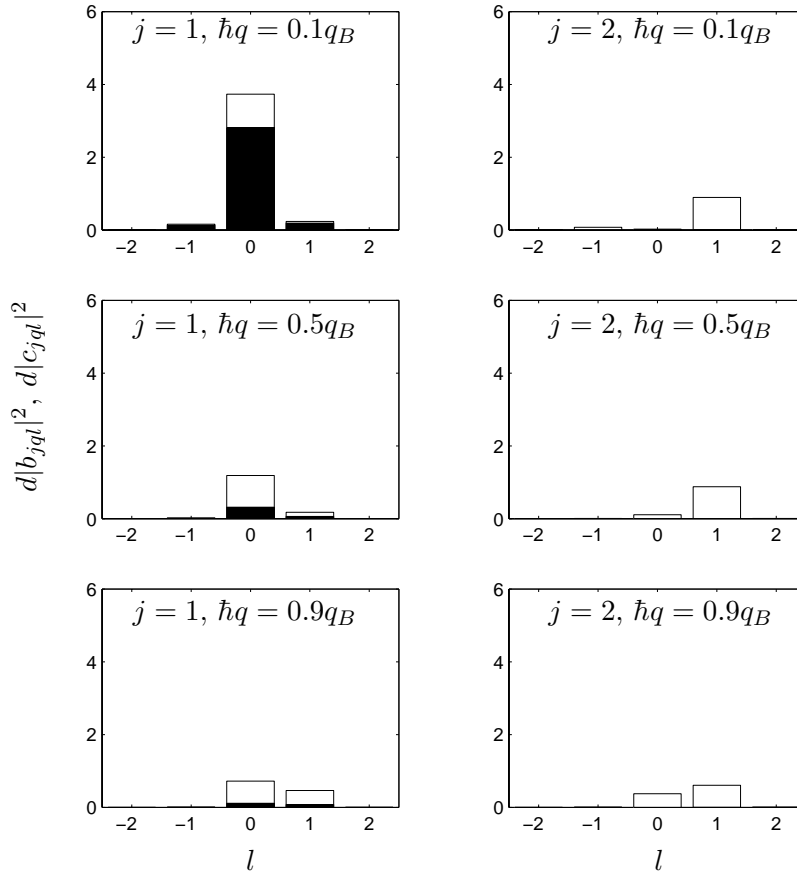 j = 1, ħq = 0.1q_B
6
4
2
0
−2 −1 0 1 2
j = 2, ħq = 0.1q_B
6
4
2
0
−2 −1 0 1 2
d|b_{jql}|^2, d|c_{jql}|^2
j = 1, ħq = 0.5q_B
6
4
2
0
−2 −1 0 1 2
j = 2, ħq = 0.5q_B
6
4
2
0
−2 −1 0 1 2
j = 1, ħq = 0.9q_B
6
4
2
0
−2 −1 0 1 2
l
j = 2, ħq = 0.9q_B
6
4
2
0
−2 −1 0 1 2
l